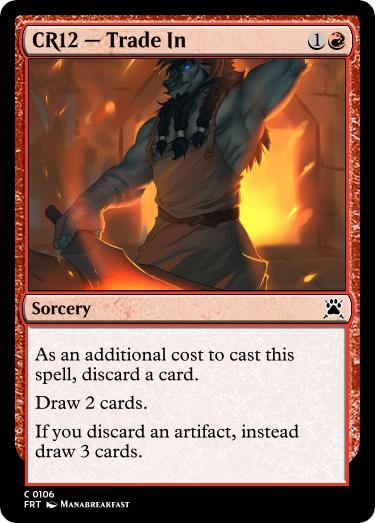 CR12 — Trade In 1
Sorcery
As an additional cost to cast this
spell, discard a card.
Draw 2 cards.
If you discard an artifact, instead
draw 3 cards.
C 0106
FRT Manabreakfast